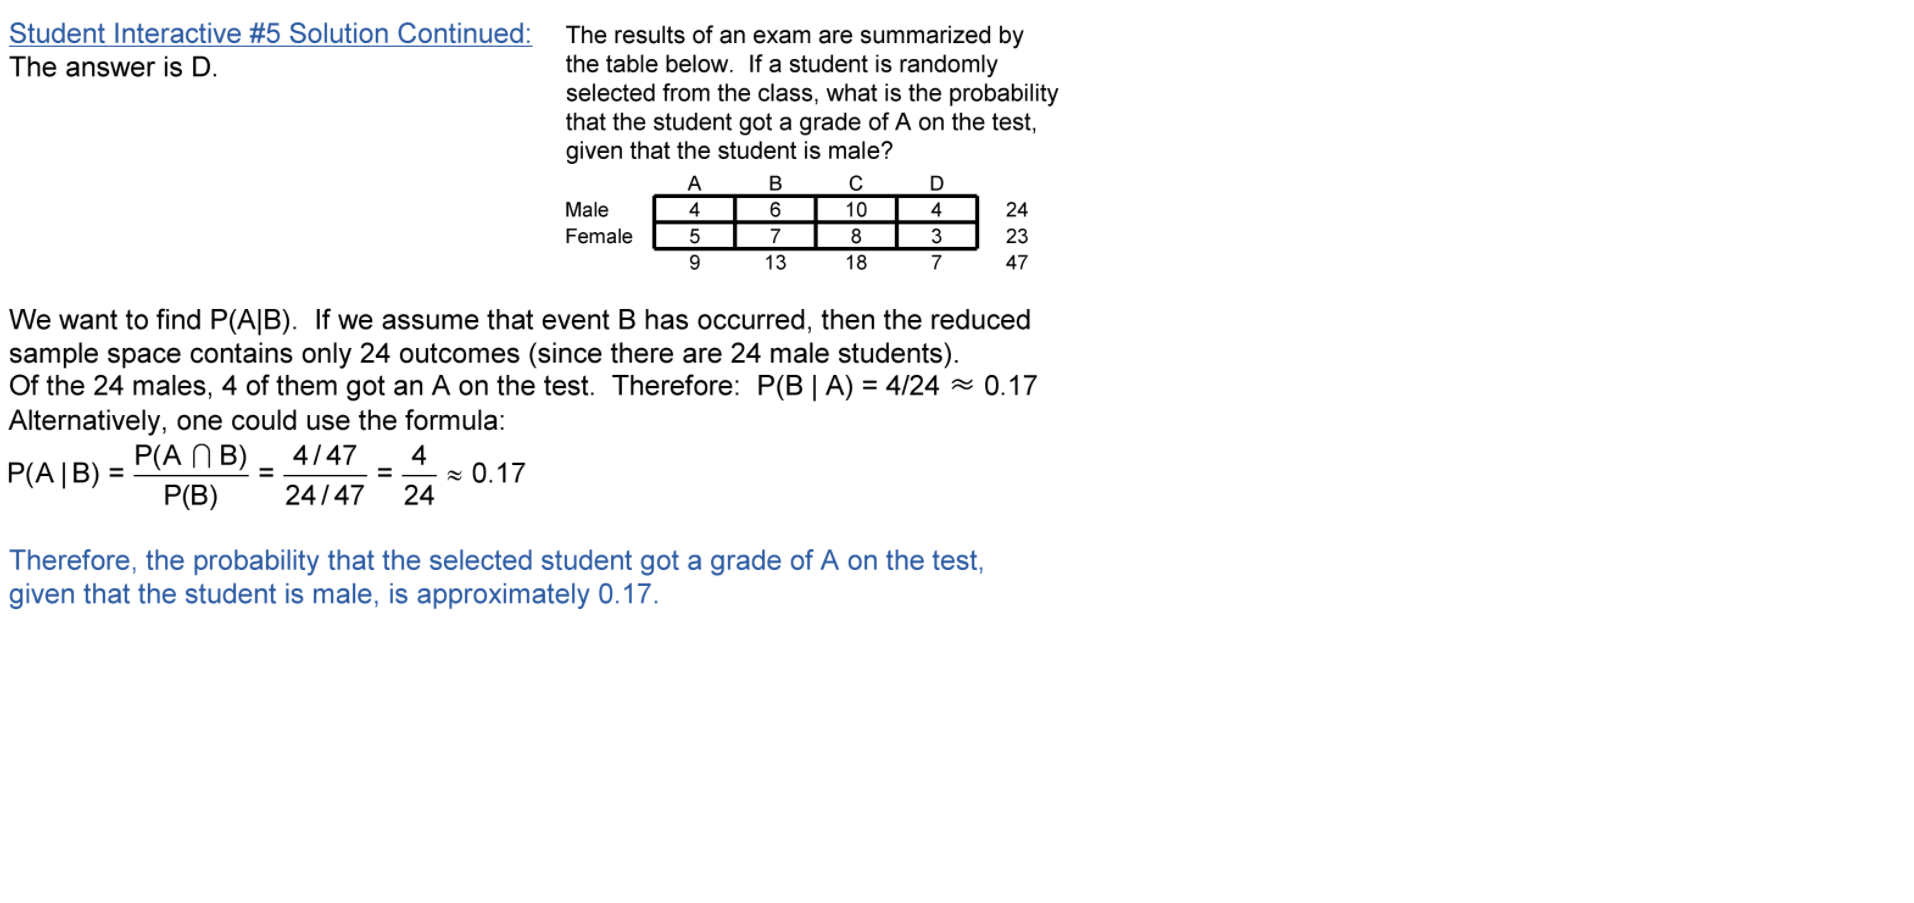 Student Interactive #5 Solution Continued:
The answer is D.
The results of an exam are summarized by
the table below.  If a student is randomly
selected from the class, what is the probability
that the student got a grade of A on the test,
given that the student is male?
A B C D
Male 4 6 10 4 24
Female 5 7 8 3 23
9 13 18 7 47
We want to find P(A|B).  If we assume that event B has occurred, then the reduced
sample space contains only 24 outcomes (since there are 24 male students).
Of the 24 males, 4 of them got an A on the test.  Therefore:  P(B | A) = 4/24 ≈ 0.17
Alternatively, one could use the formula:
P(A ∩ B) 4 / 47 4
P(A | B) = = = ≈ 0.17
P(B) 24 / 47 24
Therefore, the probability that the selected student got a grade of A on the test,
given that the student is male, is approximately 0.17.